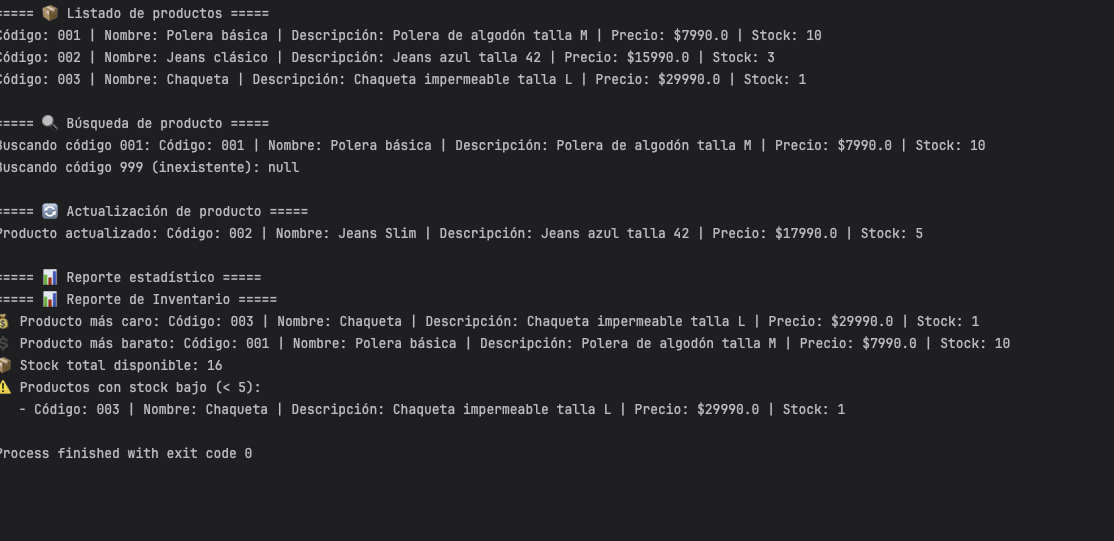 ===== 📦 Listado de productos =====
Código: 001 | Nombre: Polera básica | Descripción: Polera de algodón talla M | Precio: $7990.0 | Stock: 10
Código: 002 | Nombre: Jeans clásico | Descripción: Jeans azul talla 42 | Precio: $15990.0 | Stock: 3
Código: 003 | Nombre: Chaqueta | Descripción: Chaqueta impermeable talla L | Precio: $29990.0 | Stock: 1
===== 🔍 Búsqueda de producto =====
Buscando código 001: Código: 001 | Nombre: Polera básica | Descripción: Polera de algodón talla M | Precio: $7990.0 | Stock: 10
Buscando código 999 (inexistente): null
===== 🔄 Actualización de producto =====
Producto actualizado: Código: 002 | Nombre: Jeans Slim | Descripción: Jeans azul talla 42 | Precio: $17990.0 | Stock: 5
===== 📊 Reporte estadístico =====
===== 📊 Reporte de Inventario =====
💰 Producto más caro: Código: 003 | Nombre: Chaqueta | Descripción: Chaqueta impermeable talla L | Precio: $29990.0 | Stock: 1
💲 Producto más barato: Código: 001 | Nombre: Polera básica | Descripción: Polera de algodón talla M | Precio: $7990.0 | Stock: 10
📦 Stock total disponible: 16
⚠️ Productos con stock bajo (< 5):
- Código: 003 | Nombre: Chaqueta | Descripción: Chaqueta impermeable talla L | Precio: $29990.0 | Stock: 1
Process finished with exit code 0